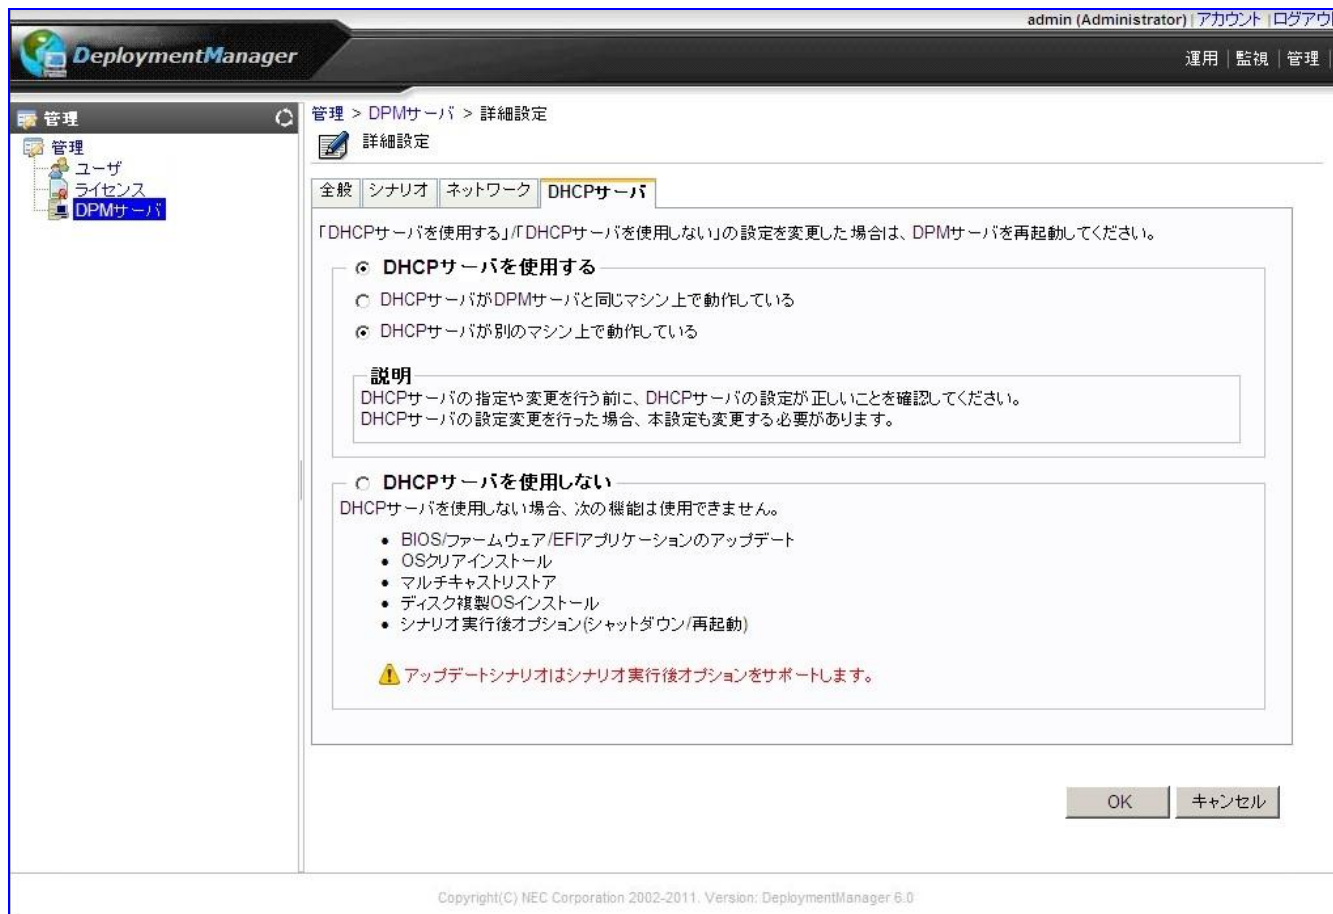 admin (Administrator) | アカウント | ログアウ
DeploymentManager
運用 | 監視 | 管理 |
管理
管理
ユーザ
ライセンス
DPMサーバ
管理 > DPMサーバ > 詳細設定
詳細設定
全般 シナリオ ネットワーク DHCPサーバ
「DHCPサーバを使用する」/「DHCPサーバを使用しない」の設定を変更した場合は、DPMサーバを再起動してください。
DHCPサーバを使用する
DHCPサーバがDPMサーバと同じマシン上で動作している
DHCPサーバが別のマシン上で動作している
説明
DHCPサーバの指定や変更を行う前に、DHCPサーバの設定が正しいことを確認してください。
DHCPサーバの設定変更を行った場合、本設定も変更する必要があります。
DHCPサーバを使用しない
DHCPサーバを使用しない場合、次の機能は使用できません。
• BIOS/ファームウェア/EFIアプリケーションのアップデート
• OSクリアインストール
• マルチキャストリストア
• ディスク複製OSインストール
• シナリオ実行後オプション(シャットダウン/再起動)
アップデートシナリオはシナリオ実行後オプションをサポートします。
OK キャンセル
Copyright(C) NEC Corporation 2002-2011. Version: DeploymentManager 6.0